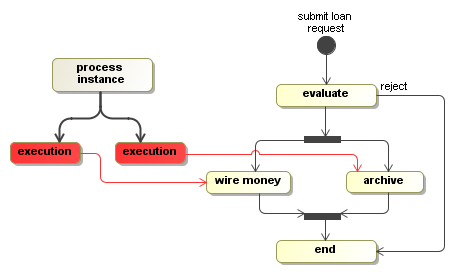 submit loan
request
process
instance
evaluate
reject
execution
execution
wire money
archive
end